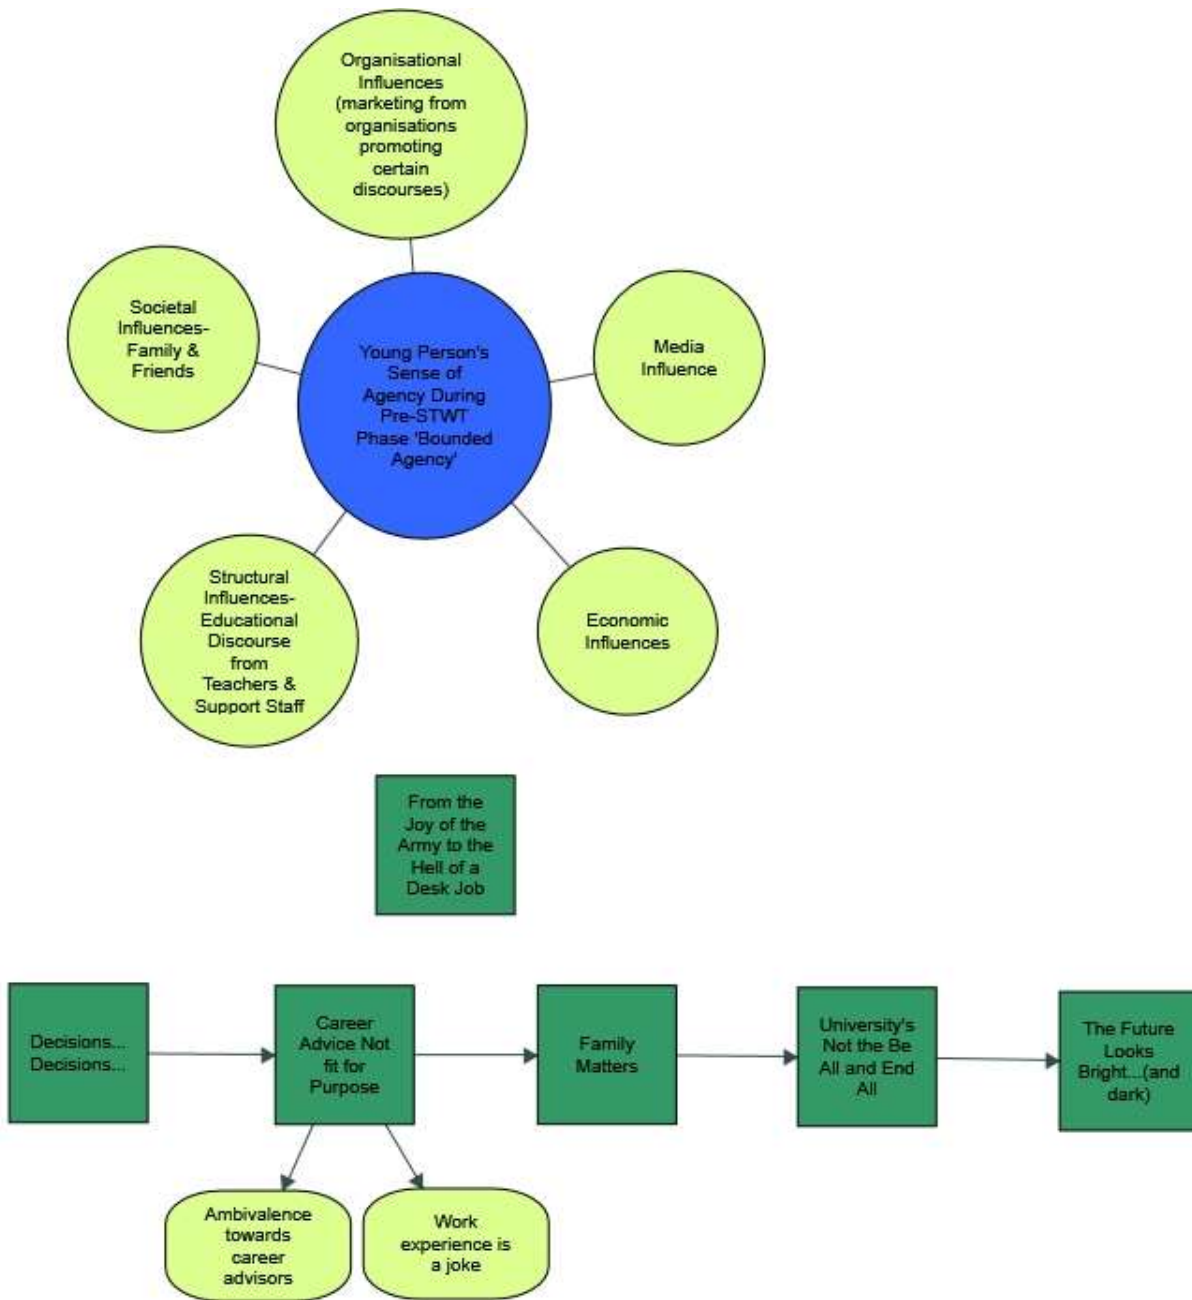 Organisational
Influences
(marketing from
organisations
promoting
certain
discourses)
Societal
Influences-
Family &
Friends
Young Person's
Sense of
Agency During
Pre-STWT
Phase 'Bounded
Agency'
Media
Influence
Structural
Influences-
Educational
Discourse
from
Teachers &
Support Staff
Economic
Influences
From the
Joy of the
Army to the
Hell of a
Desk Job
Decisions...
Decisions...
Career
Advice Not
fit for
Purpose
Family
Matters
University's
Not the Be
All and End
All
The Future
Looks
Bright...(and
dark)
Ambivalence
towards
career
advisors
Work
experience is
a joke